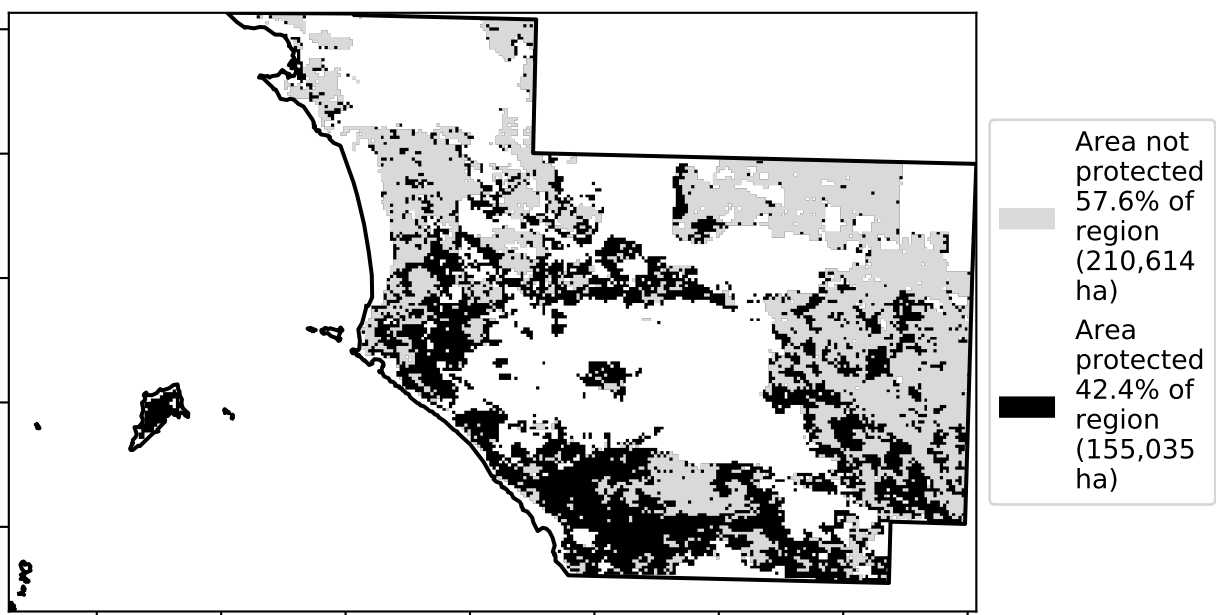 Area not
protected
57.6% of
region
(210,614
ha)
Area
protected
42.4% of
region
(155,035
ha)